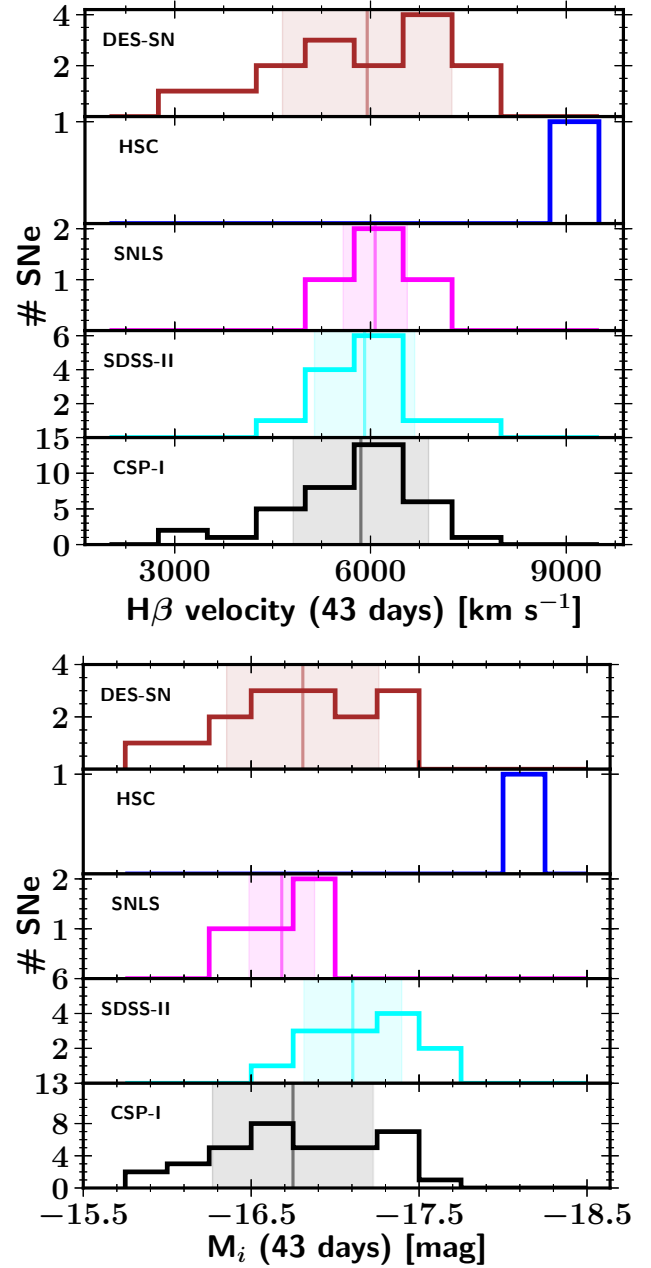 4
DES-SN
2
1
HSC
# SNe
2
SNLS
1
6
SDSS-II
4
2
15
CSP-I
10
5
0
3000 6000 9000
Hβ velocity (43 days) [km s⁻¹]
4
DES-SN
2
1
HSC
# SNe
2
SNLS
1
6
SDSS-II
4
2
13
CSP-I
8
4
0
−15.5 −16.5 −17.5 −18.5
Mᵢ (43 days) [mag]